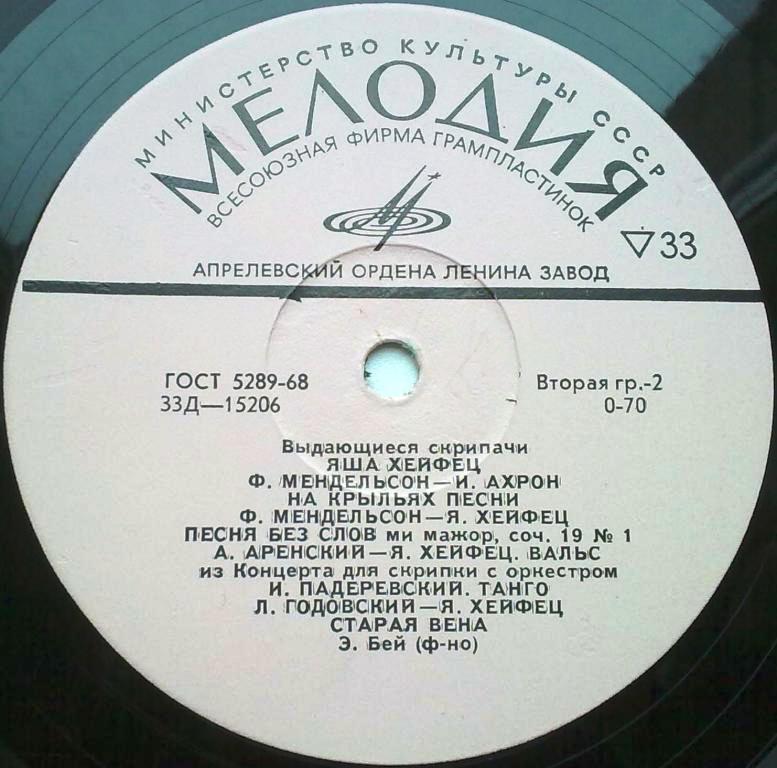 МИНИСТЕРСТВО КУЛЬТУРЫ СССР
МЕЛОДИЯ
ВСЕСОЮЗНАЯ ФИРМА ГРАМПЛАСТИНОК
33
АПРЕЛЕВСКИЙ ОРДЕНА ЛЕНИНА ЗАВОД
ГОСТ 5289-68
Вторая гр.-2
33Д—15206
0-70
Выдающиеся скрипачи
ЯША ХЕЙФЕЦ
Ф. МЕНДЕЛЬСОН—И. АХРОН
НА КРЫЛЬЯХ ПЕСНИ
Ф. МЕНДЕЛЬСОН—Я. ХЕЙФЕЦ
ПЕСНЯ БЕЗ СЛОВ ми мажор, соч. 19 № 1
А. АРЕНСКИЙ—Я. ХЕЙФЕЦ. ВАЛЬС
из Концерта для скрипки с оркестром
И. ПАДЕРЕВСКИЙ. ТАНГО
Л. ГОДОВСКИЙ—Я. ХЕЙФЕЦ
СТАРАЯ ВЕНА
Э. Бей (ф-но)